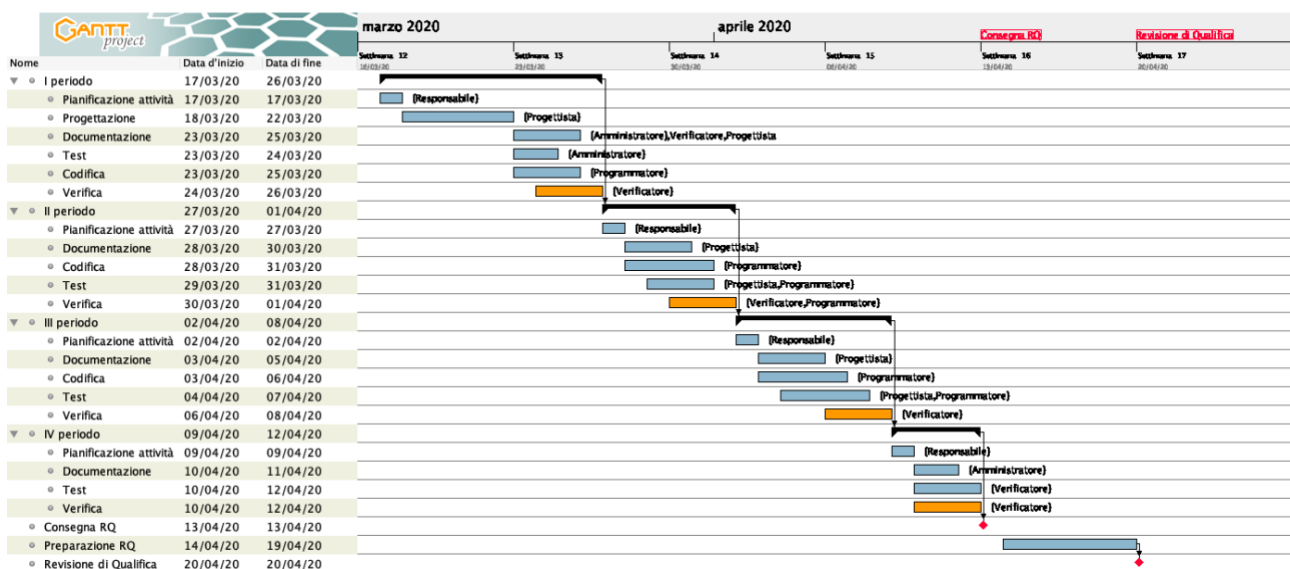 GANTT
project
marzo 2020
aprile 2020
Consegna RQ
Revisione di Qualifica
Nome Data d'inizio Data di fine
Settimana 12 Settimana 13 Settimana 14 Settimana 15 Settimana 16 Settimana 17
23/03/20 30/03/20 13/04/20 20/04/20
I periodo 17/03/20 26/03/20
Pianificazione attività 17/03/20 17/03/20 {Responsabile}
Progettazione 18/03/20 22/03/20 {Progettista}
Documentazione 23/03/20 25/03/20 {Amministratore},Verificatore,Progettista
Test 23/03/20 24/03/20 {Amministratore}
Codifica 23/03/20 25/03/20 {Programmatore}
Verifica 24/03/20 26/03/20 {Verificatore}
II periodo 27/03/20 01/04/20
Pianificazione attività 27/03/20 27/03/20 {Responsabile}
Documentazione 28/03/20 30/03/20 {Progettista}
Codifica 28/03/20 31/03/20 {Programmatore}
Test 29/03/20 31/03/20 {Progettista,Programmatore}
Verifica 30/03/20 01/04/20 {Verificatore,Programmatore}
III periodo 02/04/20 08/04/20
Pianificazione attività 02/04/20 02/04/20 {Responsabile}
Documentazione 03/04/20 05/04/20 {Progettista}
Codifica 03/04/20 06/04/20 {Programmatore}
Test 04/04/20 07/04/20 {Progettista,Programmatore}
Verifica 06/04/20 08/04/20 {Verificatore}
IV periodo 09/04/20 12/04/20
Pianificazione attività 09/04/20 09/04/20 {Responsabile}
Documentazione 10/04/20 11/04/20 {Amministratore}
Test 10/04/20 12/04/20 {Verificatore}
Verifica 10/04/20 12/04/20 {Verificatore}
Consegna RQ 13/04/20 13/04/20
Preparazione RQ 14/04/20 19/04/20
Revisione di Qualifica 20/04/20 20/04/20